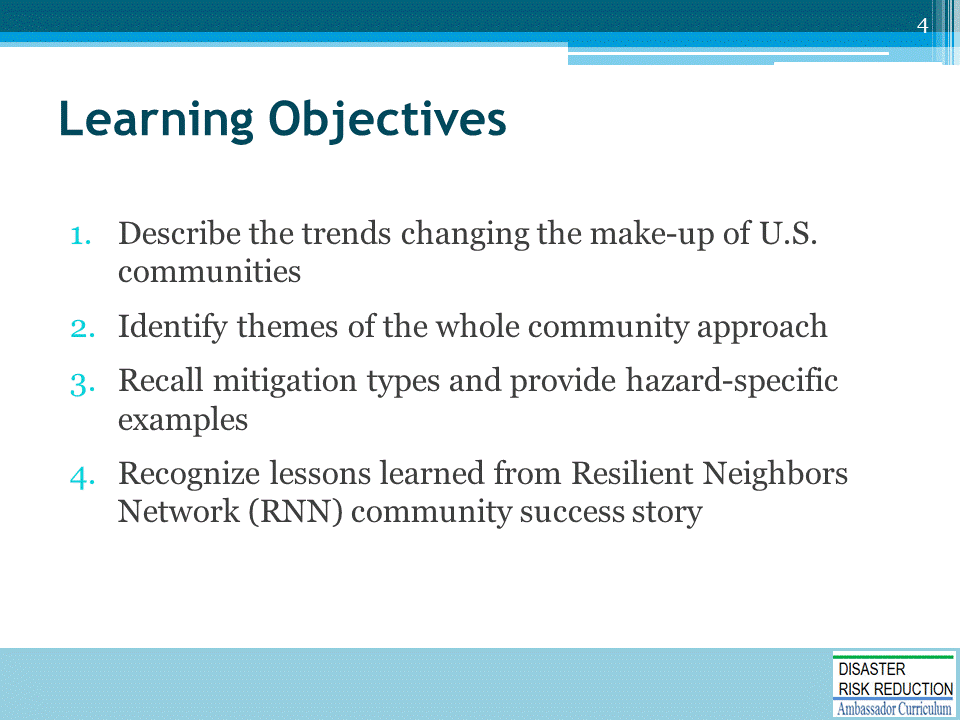 4
Learning Objectives
1. Describe the trends changing the make-up of U.S.
communities
2. Identify themes of the whole community approach
3. Recall mitigation types and provide hazard-specific
examples
4. Recognize lessons learned from Resilient Neighbors
Network (RNN) community success story
DISASTER
RISK REDUCTION
Ambassador Curriculum